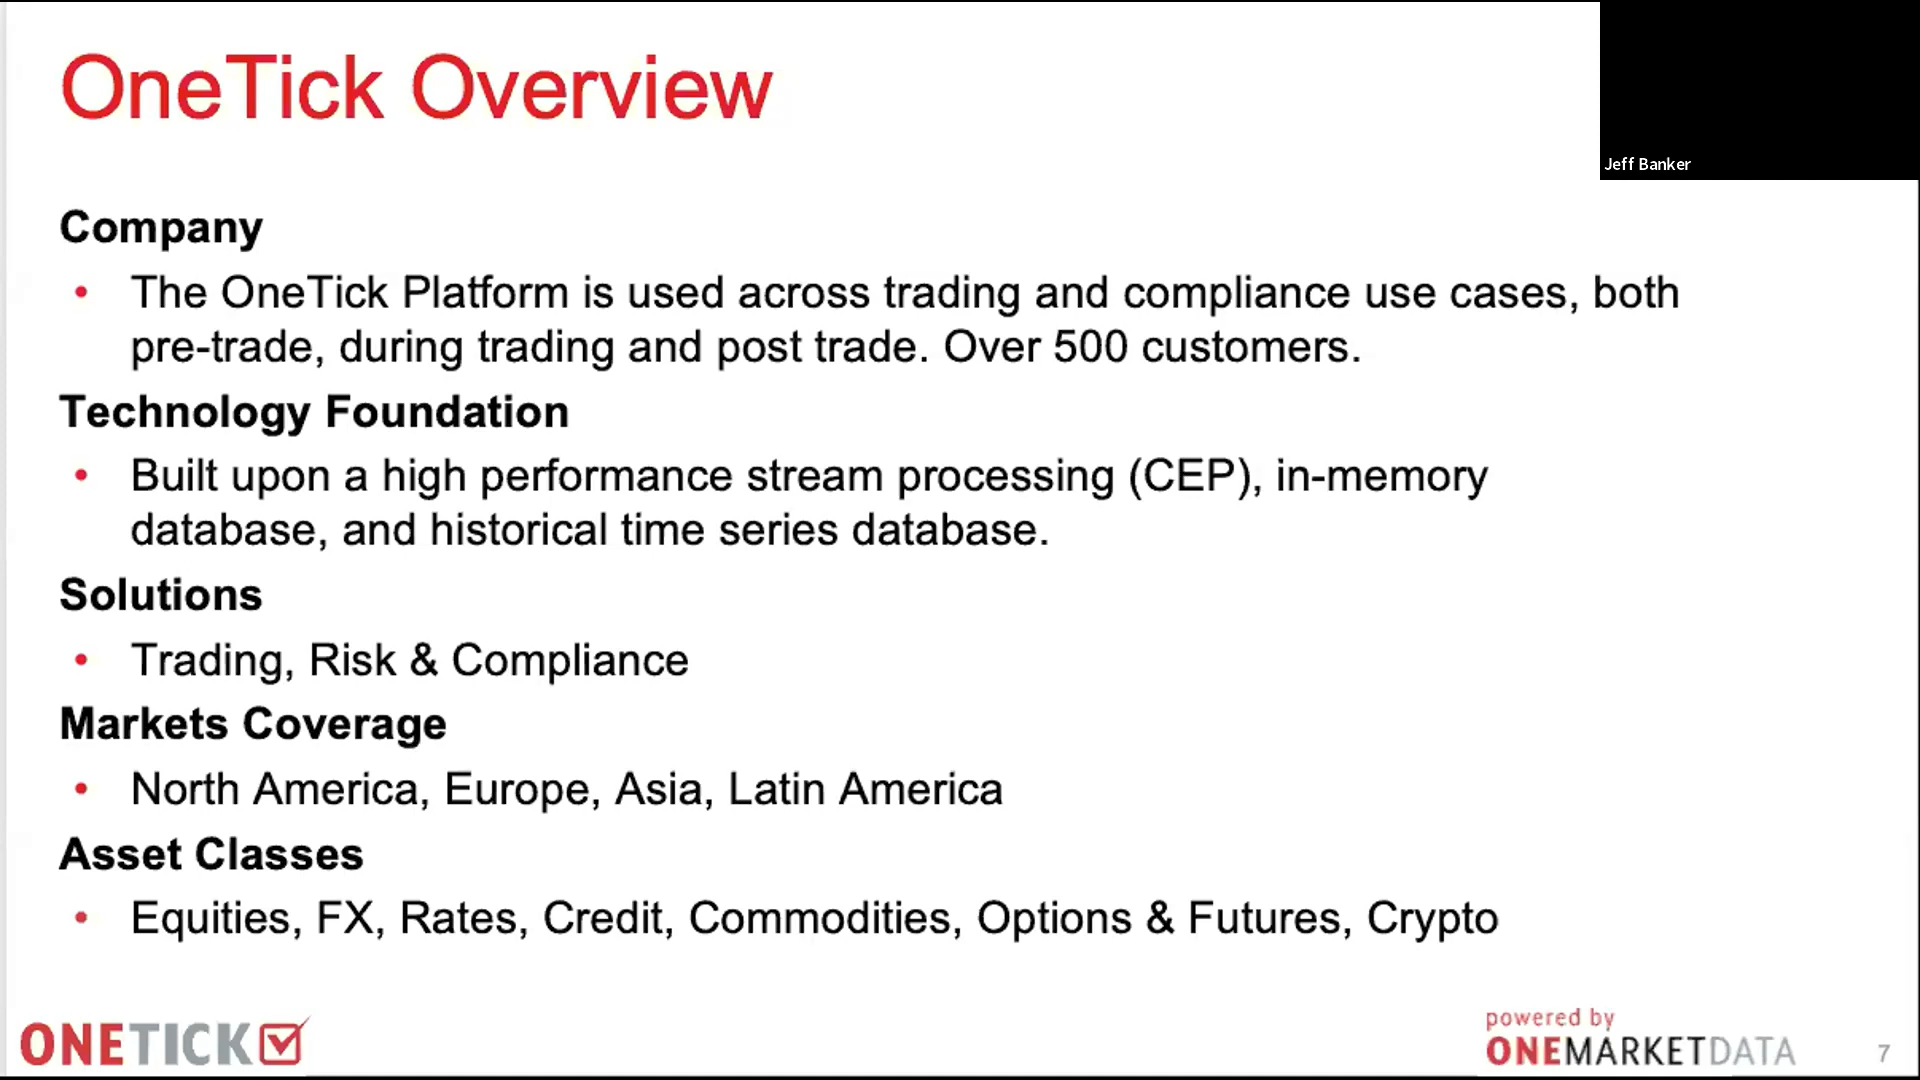 OneTick Overview
Jeff Banker
Company
• The OneTick Platform is used across trading and compliance use cases, both
pre-trade, during trading and post trade. Over 500 customers.
Technology Foundation
• Built upon a high performance stream processing (CEP), in-memory
database, and historical time series database.
Solutions
• Trading, Risk & Compliance
Markets Coverage
• North America, Europe, Asia, Latin America
Asset Classes
• Equities, FX, Rates, Credit, Commodities, Options & Futures, Crypto
ONETICK
powered by
ONEMARKETDATA
7